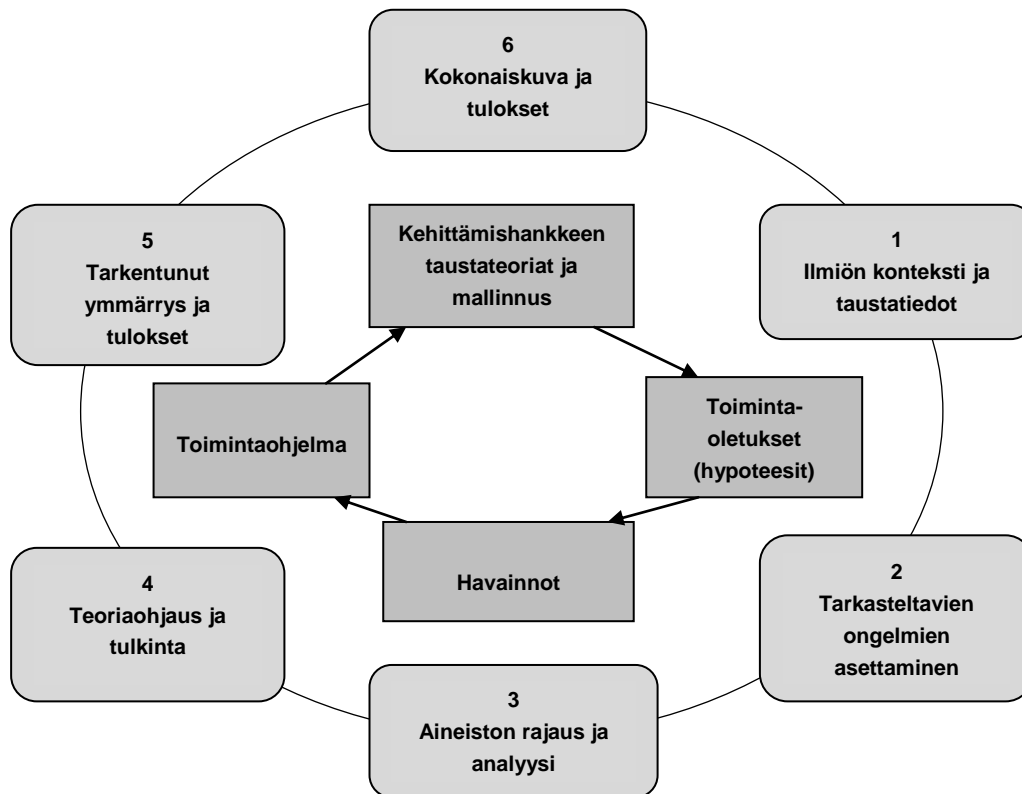 6
Kokonaiskuva ja
tulokset
5
Tarkentunut
ymmärrys ja
tulokset
Kehittämishankkeen
taustateoriat ja
mallinnus
1
Ilmiön konteksti ja
taustatiedot
Toimintaohjelma
Toiminta-
oletukset
(hypoteesit)
Havainnot
4
Teoriaohjaus ja
tulkinta
2
Tarkasteltavien
ongelmien
asettaminen
3
Aineiston rajaus ja
analyysi